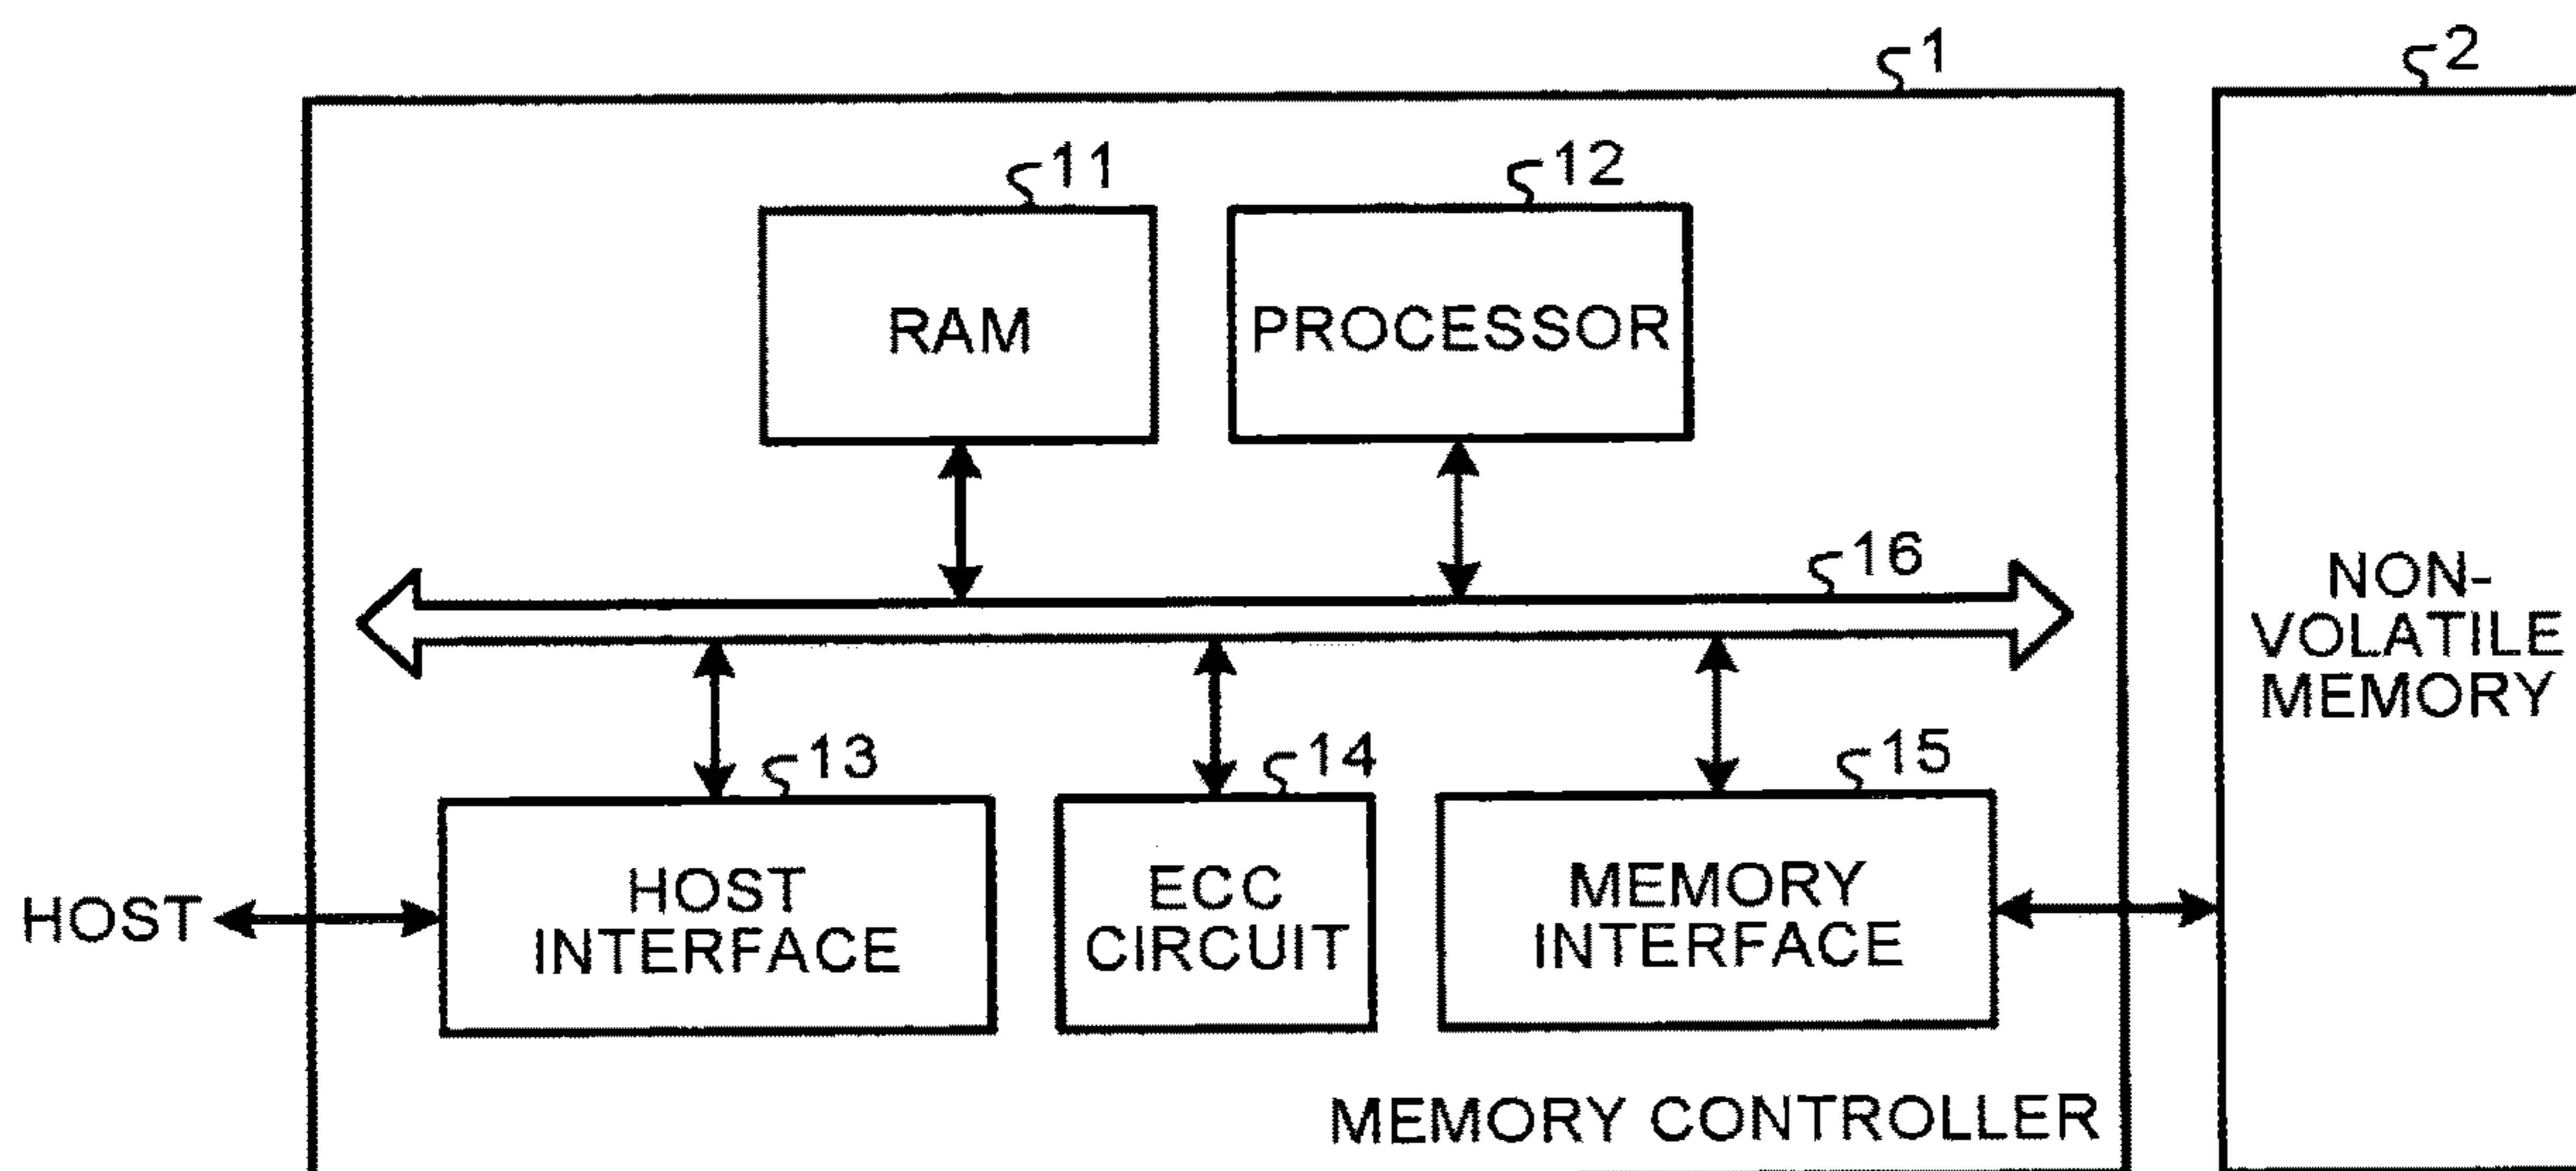 1
2
11
12
RAM
PROCESSOR
16
NON-
VOLATILE
MEMORY
13
14
15
HOST
HOST
INTERFACE
ECC
CIRCUIT
MEMORY
INTERFACE
MEMORY CONTROLLER